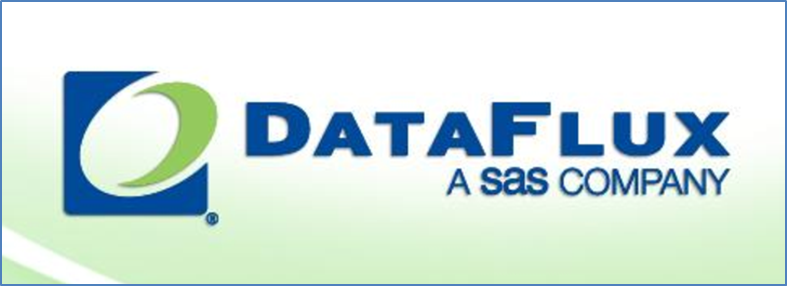 DATAFLUX
A sas COMPANY
®